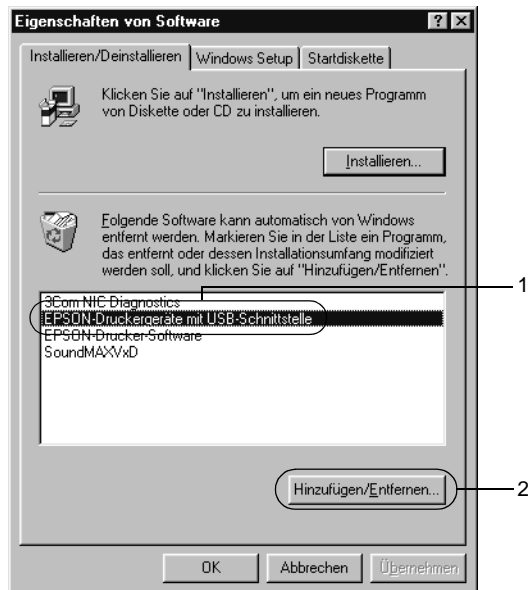 Eigenschaften von Software
Installieren/Deinstallieren Windows Setup Startdiskette
Klicken Sie auf "Installieren", um ein neues Programm
von Diskette oder CD zu installieren.
Installieren...
Folgende Software kann automatisch von Windows
entfernt werden. Markieren Sie in der Liste ein Programm,
das entfernt oder dessen Installationsumfang modifiziert
werden soll, und klicken Sie auf "Hinzufügen/Entfernen".
1
3Com NIC Diagnostics
EPSON-Druckergeräte mit USB-Schnittstelle
EPSON-Drucker-Software
SoundMAXVxD
Hinzufügen/Entfernen...
2
OK Abbrechen Übernehmen